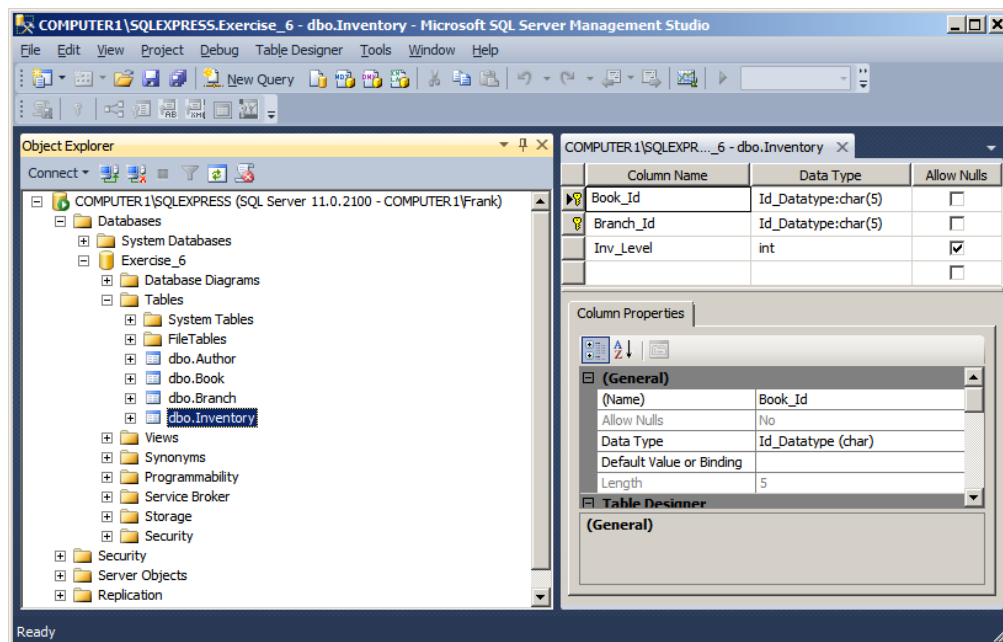 COMPUTER1\SQLEXPRESS.Exercise_6 - dbo.Inventory - Microsoft SQL Server Management Studio
File Edit View Project Debug Table Designer Tools Window Help
New Query MDX DMX
AB XML
Object Explorer
Connect
COMPUTER1\SQLEXPRESS (SQL Server 11.0.2100 - COMPUTER1\Frank)
Databases
System Databases
Exercise_6
Database Diagrams
Tables
System Tables
FileTables
dbo.Author
dbo.Book
dbo.Branch
dbo.Inventory
Views
Synonyms
Programmability
Service Broker
Storage
Security
Security
Server Objects
Replication
COMPUTER1\SQLEXPR..._6 - dbo.Inventory
Column Name Data Type Allow Nulls
Book_Id Id_Datatype:char(5)
Branch_Id Id_Datatype:char(5)
Inv_Level int
Column Properties
A Z
(General)
(Name) Book_Id
Allow Nulls No
Data Type Id_Datatype (char)
Default Value or Binding
Length 5
Table Designer
(General)
Ready